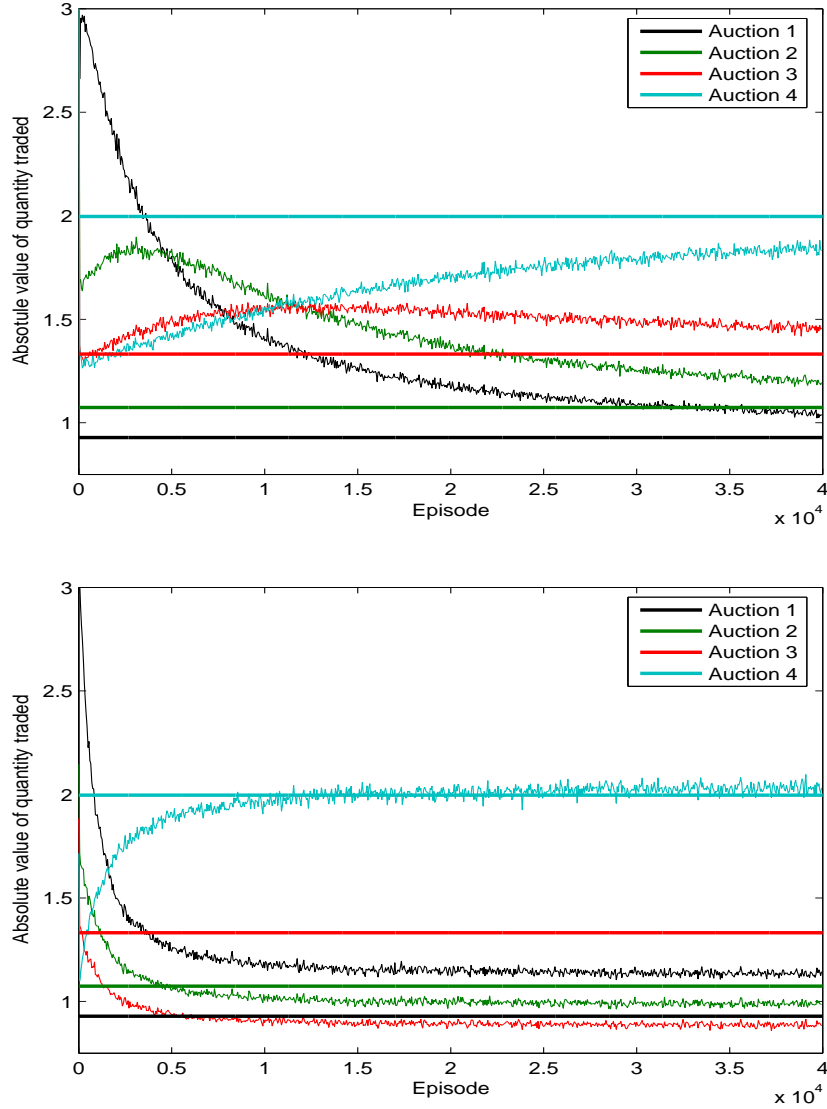 Absotule value of quantity traded
3
2.5
2
1.5
1
Auction 1
Auction 2
Auction 3
Auction 4
0 0.5 1 1.5 2 2.5 3 3.5 4
Episode
x 10^4
Absolute value of quantity traded
3
2.5
2
1.5
1
Auction 1
Auction 2
Auction 3
Auction 4
0 0.5 1 1.5 2 2.5 3 3.5 4
Episode
x 10^4